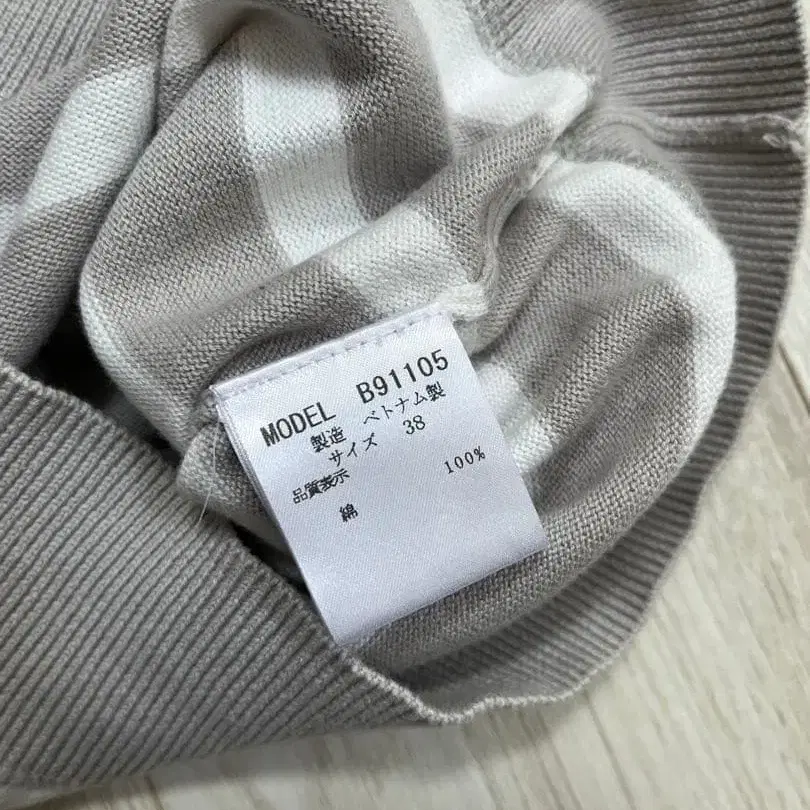 MODEL B91105
製造 ベトナム製
サイズ 38
品質表示
綿 100%